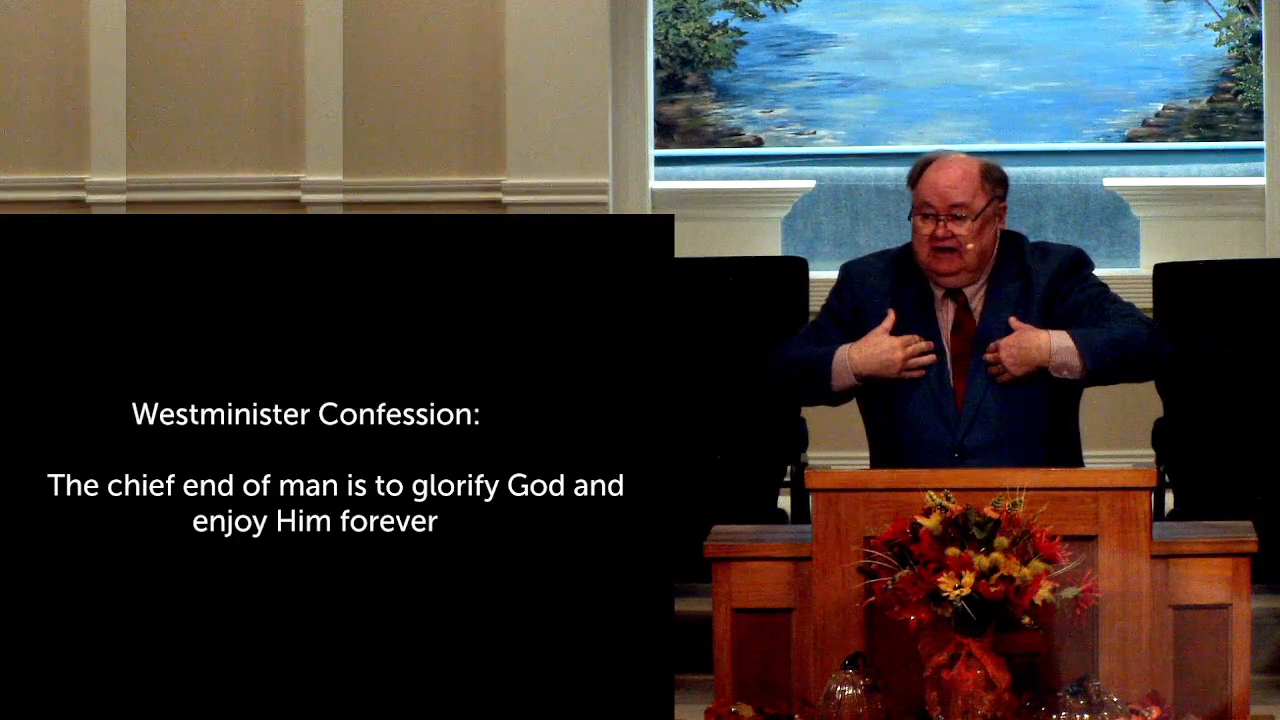 Westminister Confession:
The chief end of man is to glorify God and
enjoy Him forever